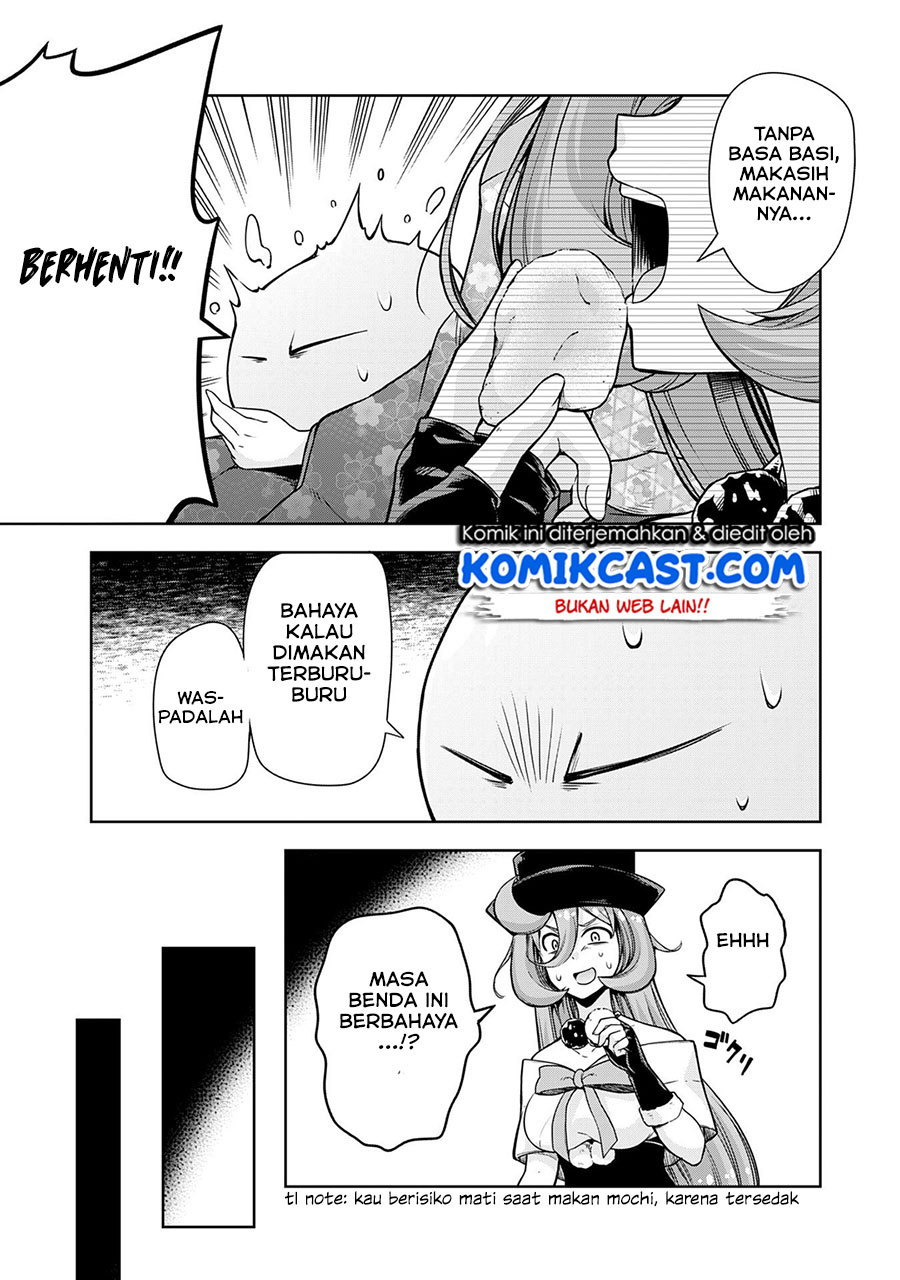 TANPA
BASA BASI,
MAKASIH
MAKANAN-
NYA...
BERHENTI!!
Komik ini diterjemahkan & diedit oleh
KOMIKCAST.COM
BUKAN WEB LAIN!!
BAHAYA
KALAU
DIMAKAN
TERBURU-
BURU
WAS-
PADALAH
EHHH
MASA
BENDA INI
BERBAHAYA
...!?
ゴクリ
tl note: kau berisiko mati saat makan mochi, karena tersedak